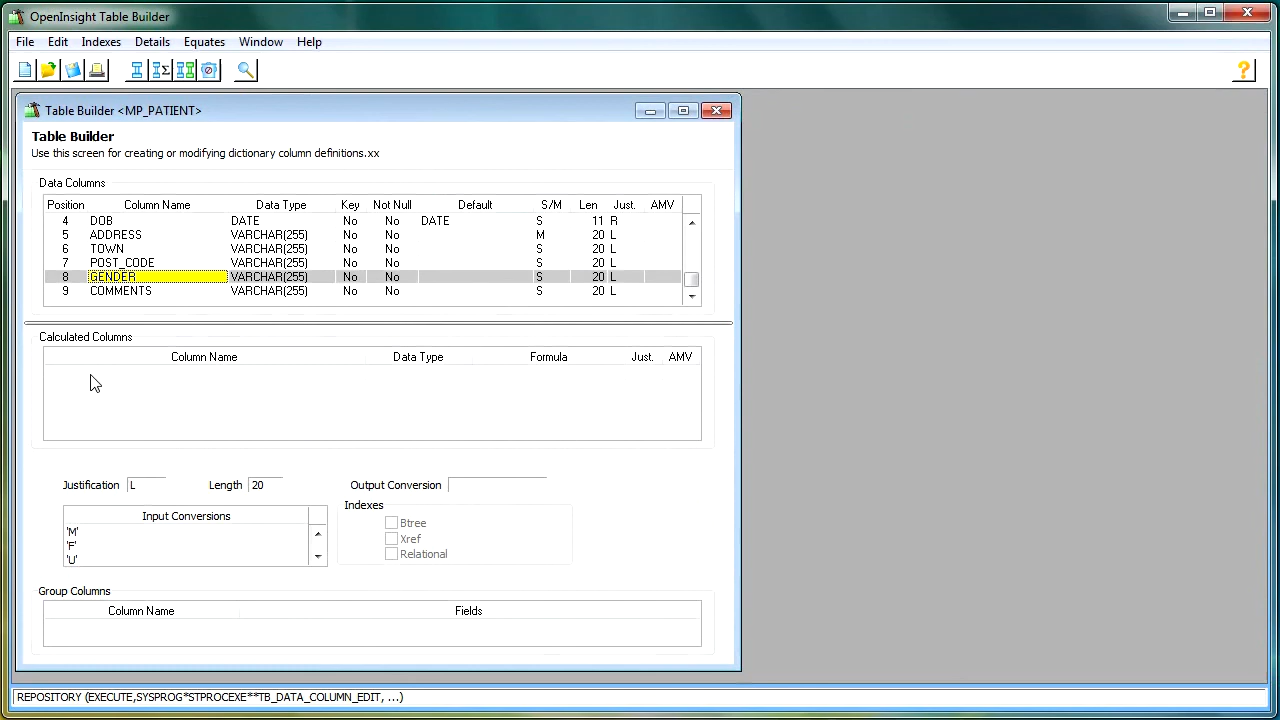 OpenInsight Table Builder
File Edit Indexes Details Equates Window Help
Table Builder <MP_PATIENT>
Table Builder
Use this screen for creating or modifying dictionary column definitions.xx
Data Columns
Position Column Name Data Type Key Not Null Default S/M Len Just. AMV
4 DOB DATE No No DATE S 11 R
5 ADDRESS VARCHAR(255) No No M 20 L
6 TOWN VARCHAR(255) No No S 20 L
7 POST_CODE VARCHAR(255) No No S 20 L
8 GENDER VARCHAR(255) No No S 20 L
9 COMMENTS VARCHAR(255) No No S 20 L
Calculated Columns
Column Name Data Type Formula Just. AMV
Justification L Length 20 Output Conversion
Input Conversions
'M'
'F'
'U'
Indexes
Btree
Xref
Relational
Group Columns
Column Name Fields
REPOSITORY (EXECUTE,SYSPROG*STPROCEXE**TB_DATA_COLUMN_EDIT, ...)